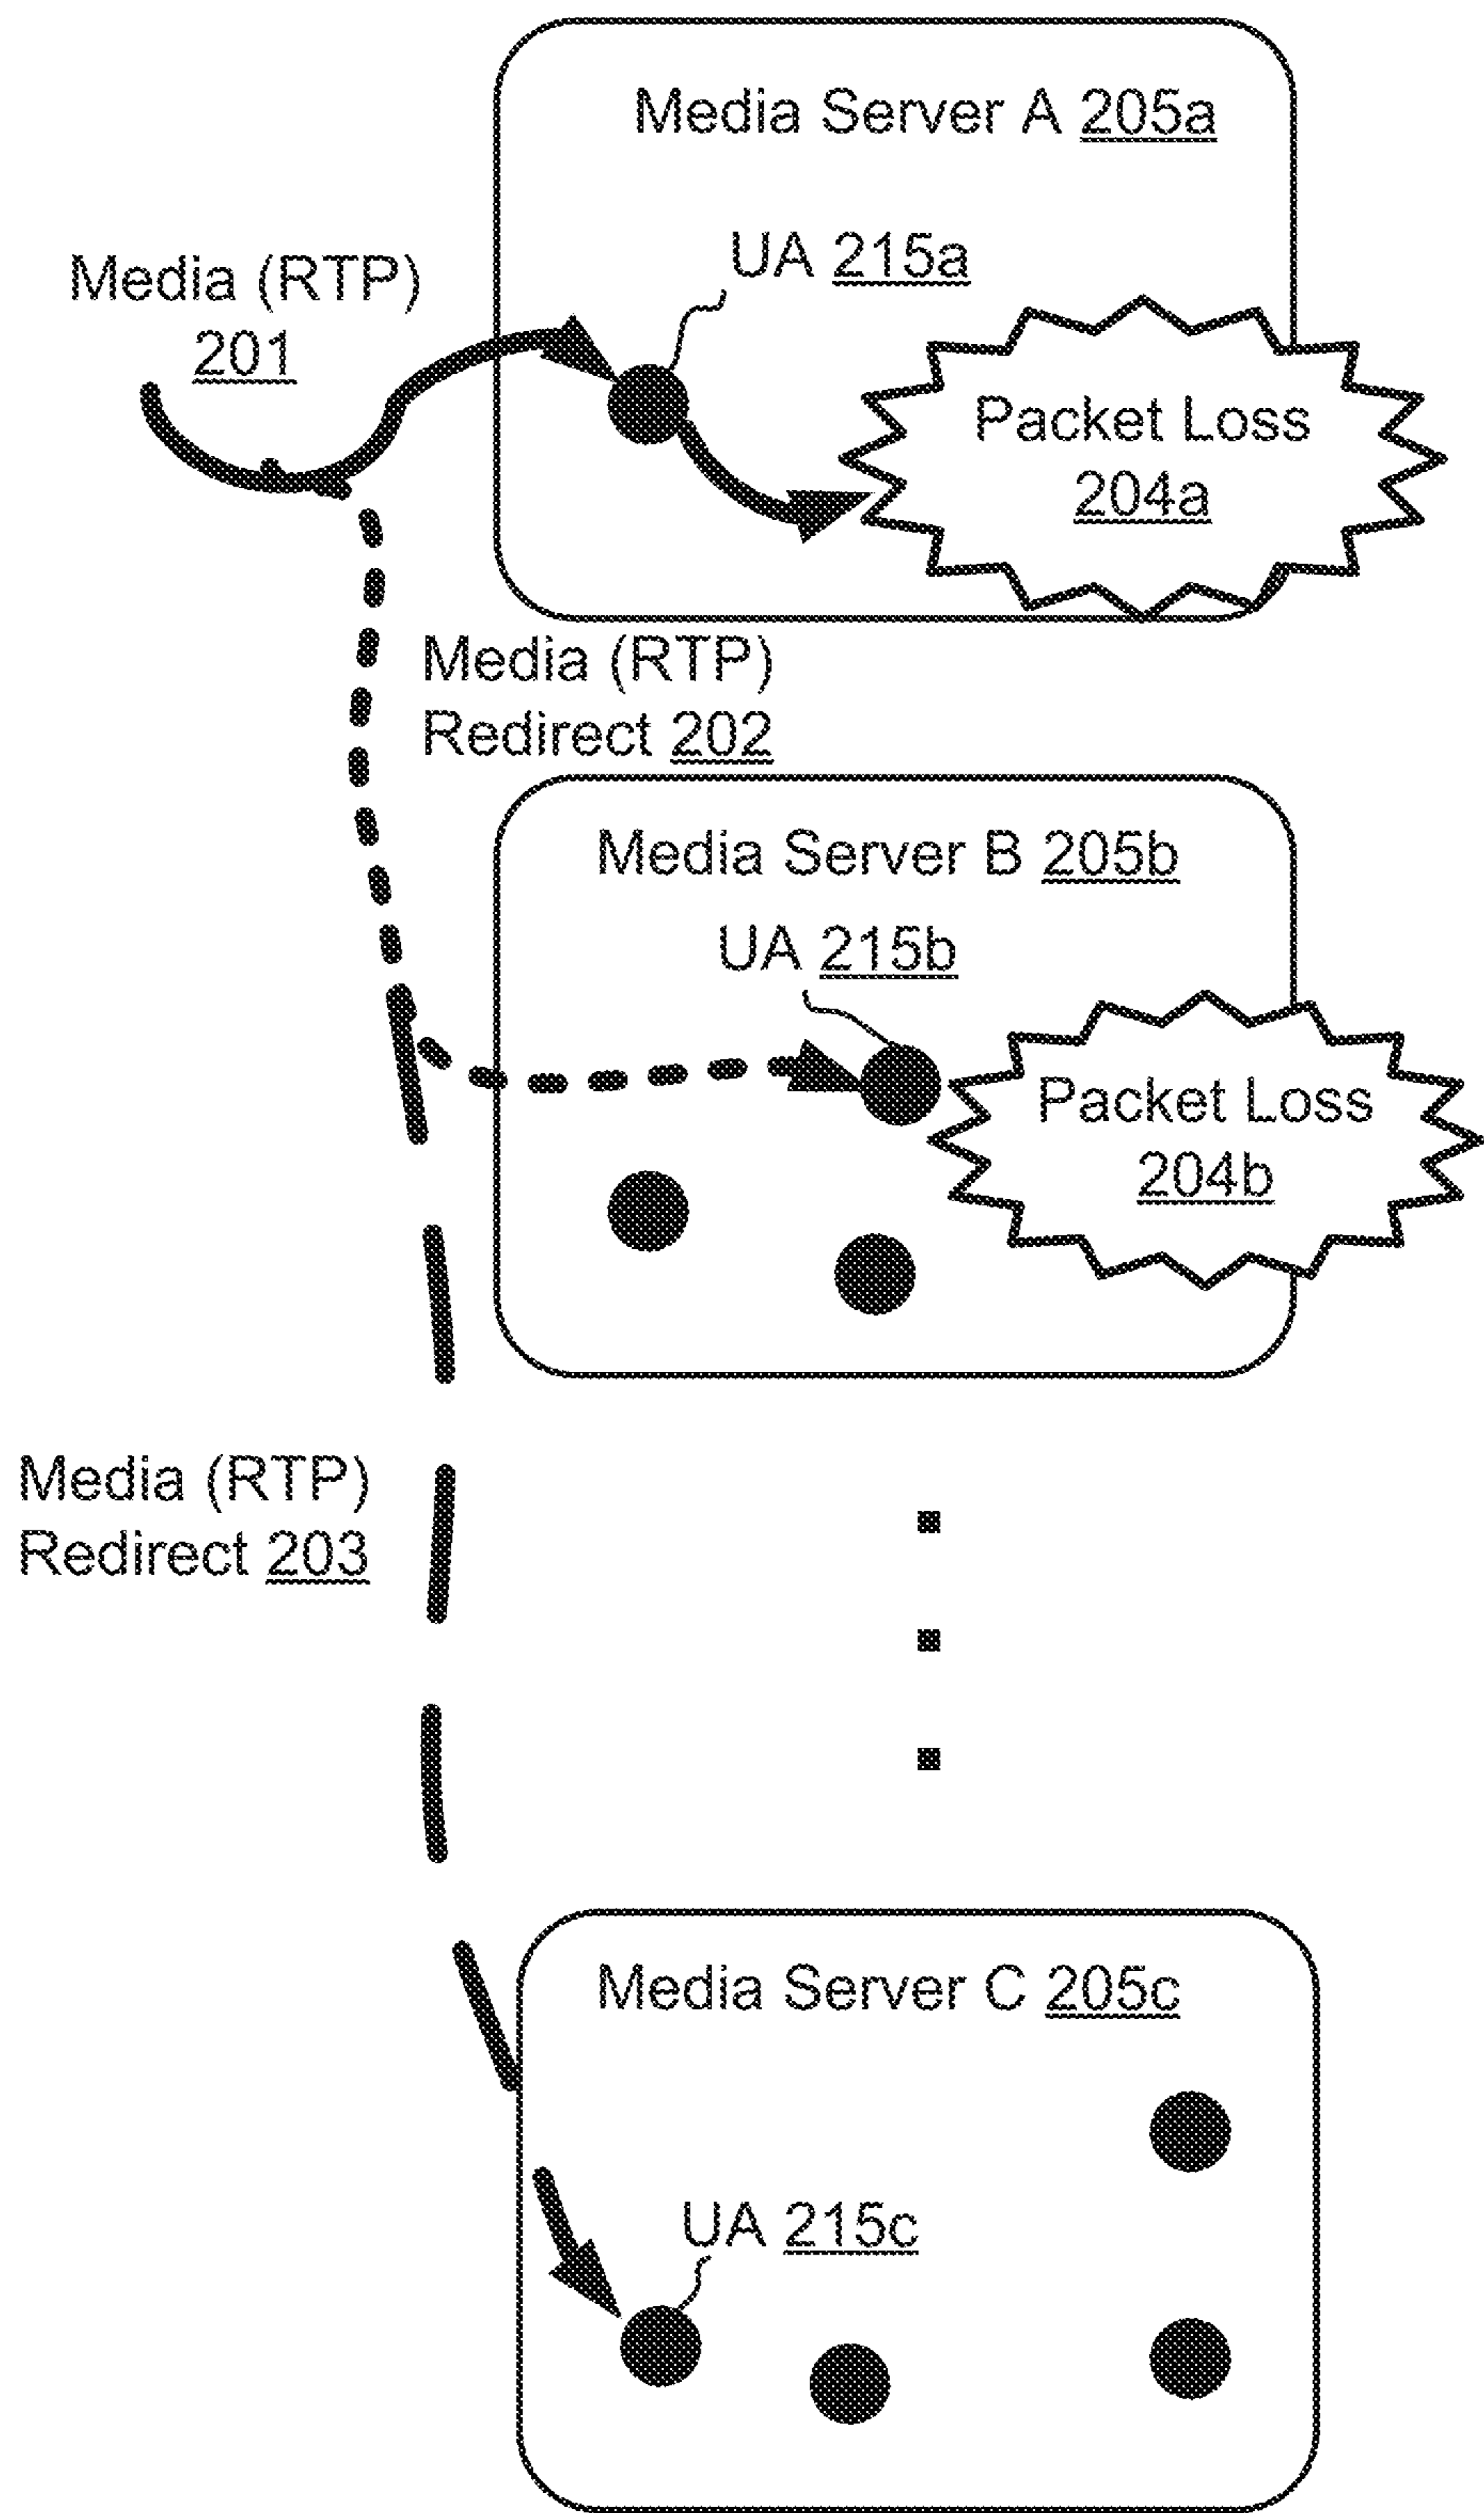 Media Server A 205a
UA 215a
Media (RTP)
201
Packet Loss
204a
Media (RTP)
Redirect 202
Media Server B 205b
UA 215b
Packet Loss
204b
Media (RTP)
Redirect 203
Media Server C 205c
UA 215c